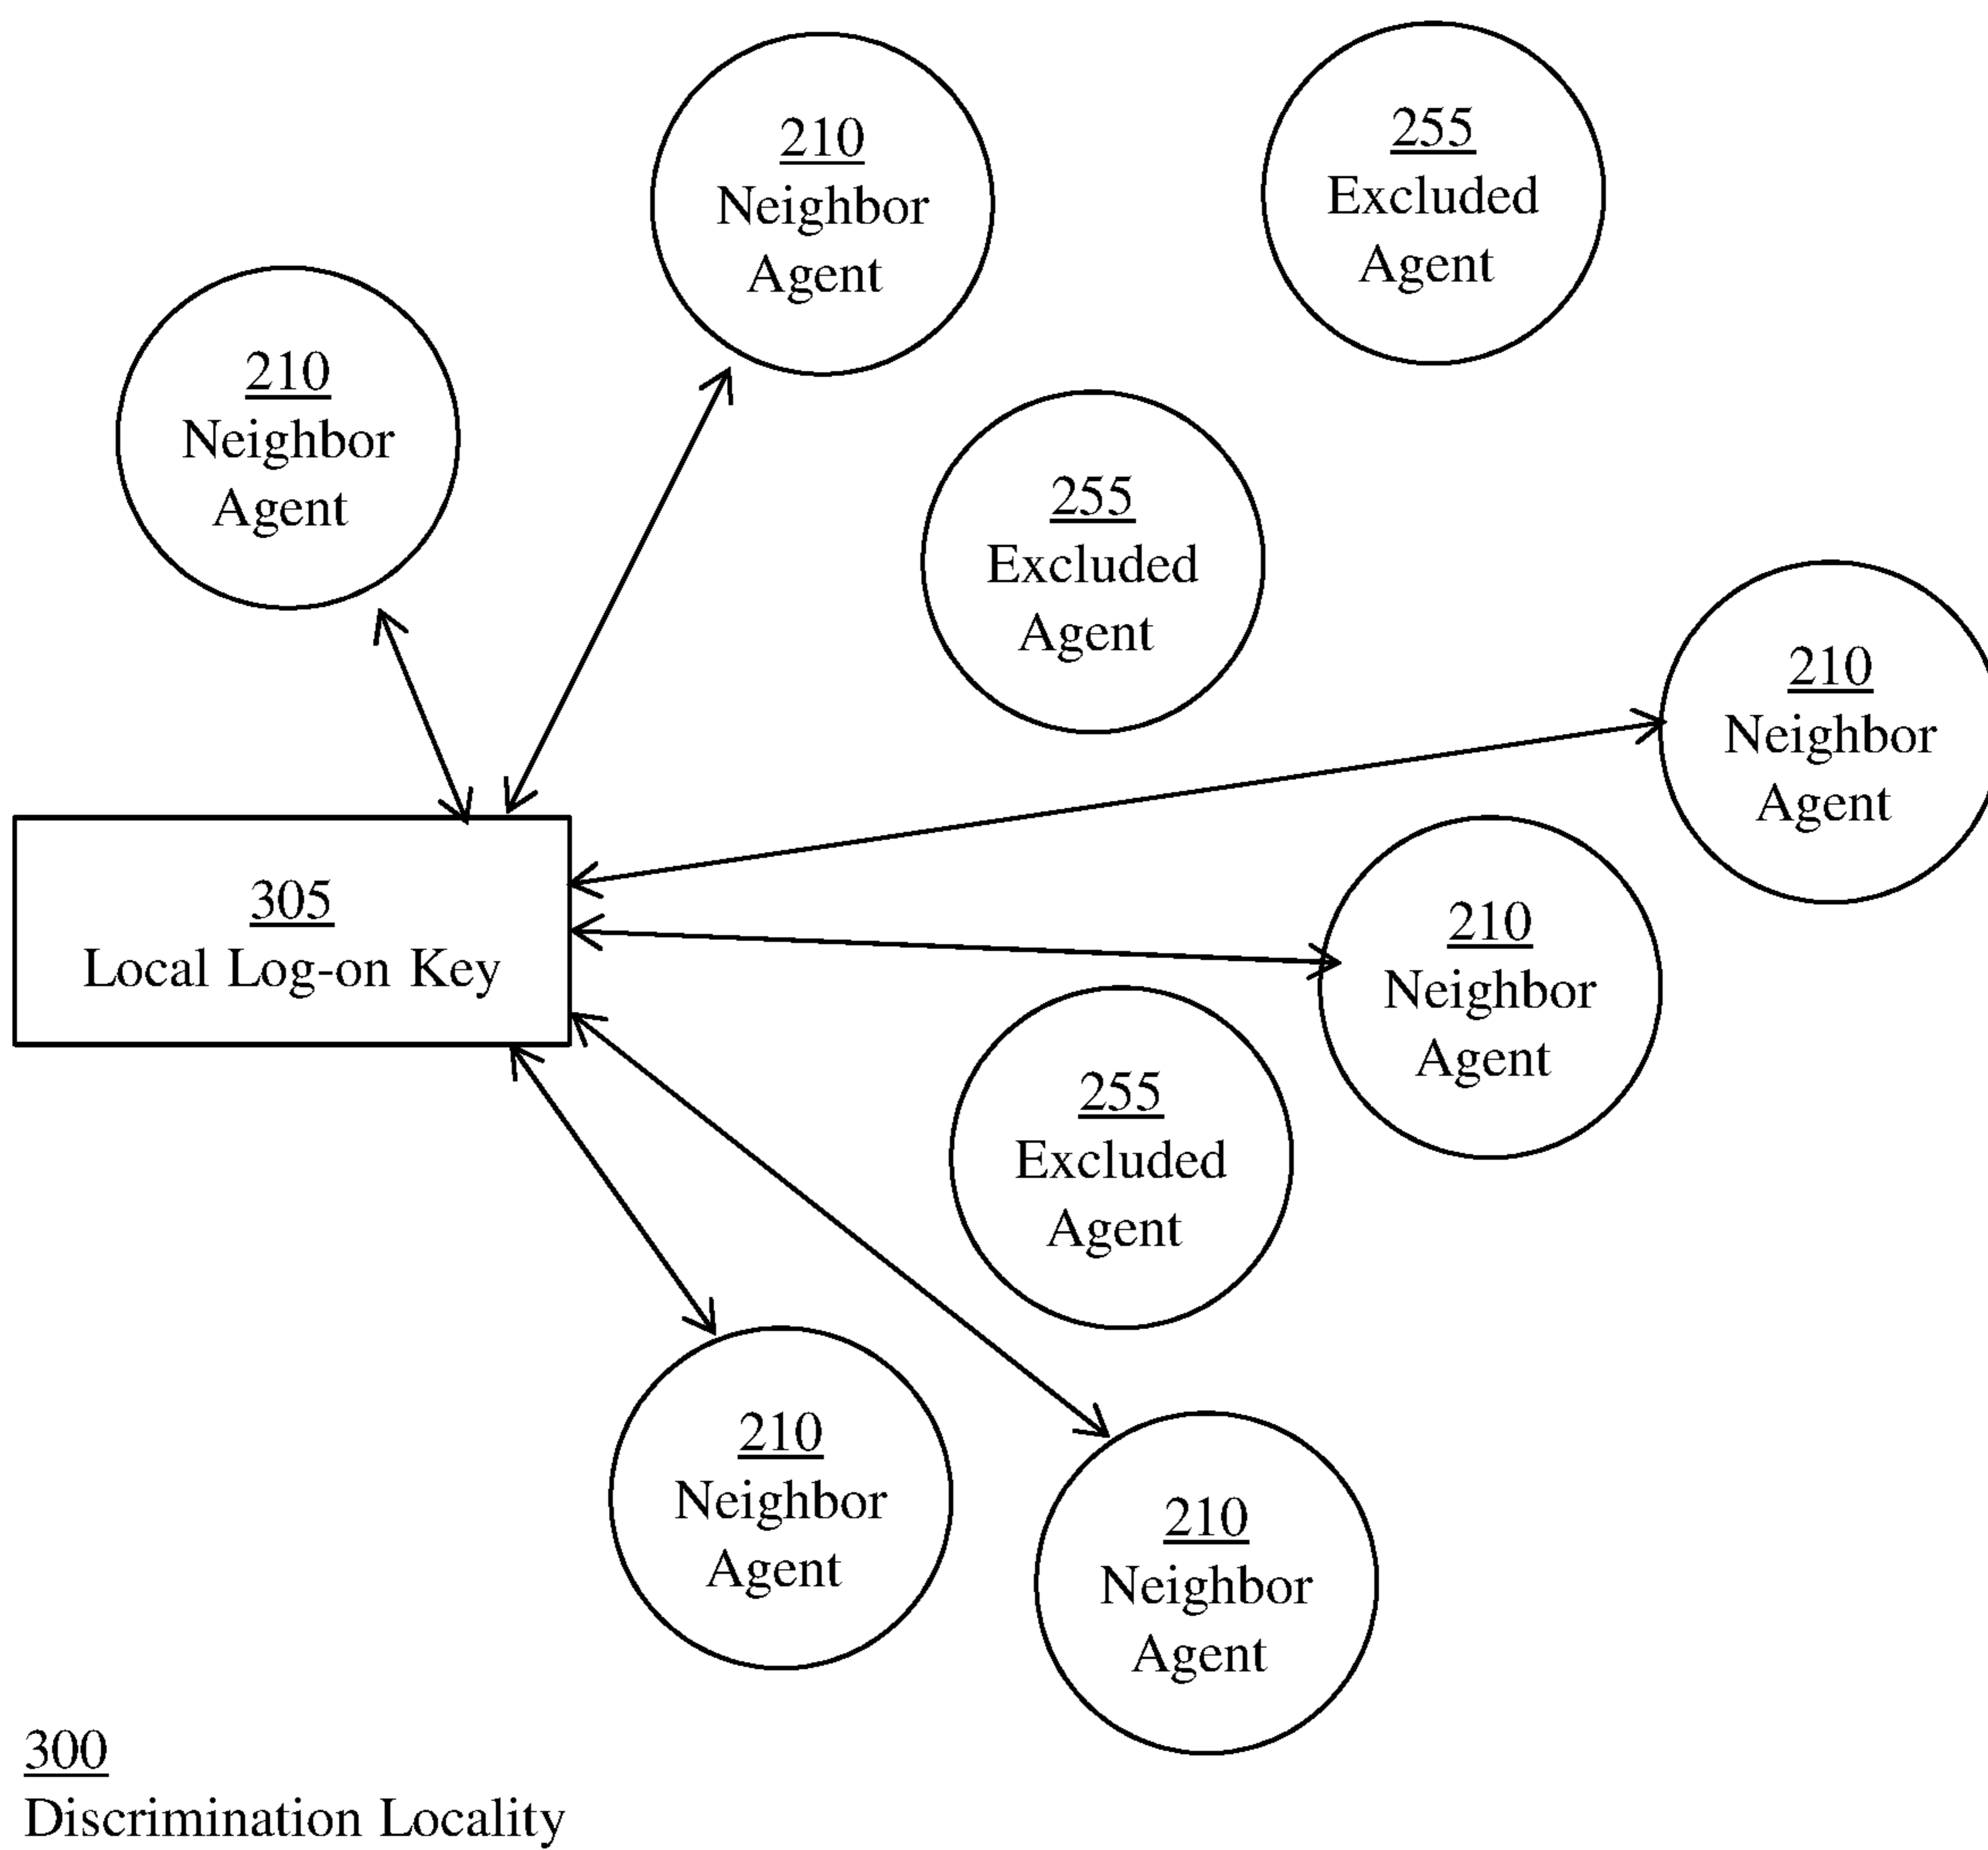 210
Neighbor
Agent
255
Excluded
Agent
210
Neighbor
Agent
255
Excluded
Agent
210
Neighbor
Agent
305
Local Log-on Key
210
Neighbor
Agent
255
Excluded
Agent
210
Neighbor
Agent
210
Neighbor
Agent
300
Discrimination Locality